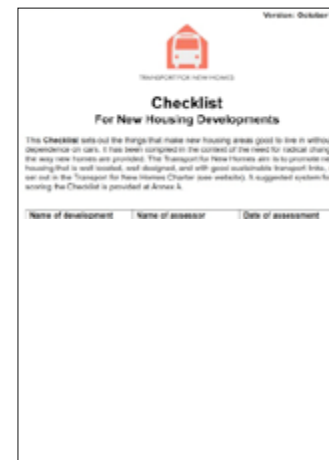 Version: October
TRANSPORT FOR NEW HOMES
Checklist
For New Housing Developments
This Checklist sets out the things that make new housing areas good to live in withou
dependence on cars. It has been compiled in the context of the need for radical chang
the way new homes are provided. The Transport for New Homes aim is to promote ne
housing that is well located, well designed, and with good sustainable transport links,
set out in the Transport for New Homes Charter (see website). A suggested system fo
scoring the Checklist is provided at Annex A.
Name of development Name of assessor Date of assessment